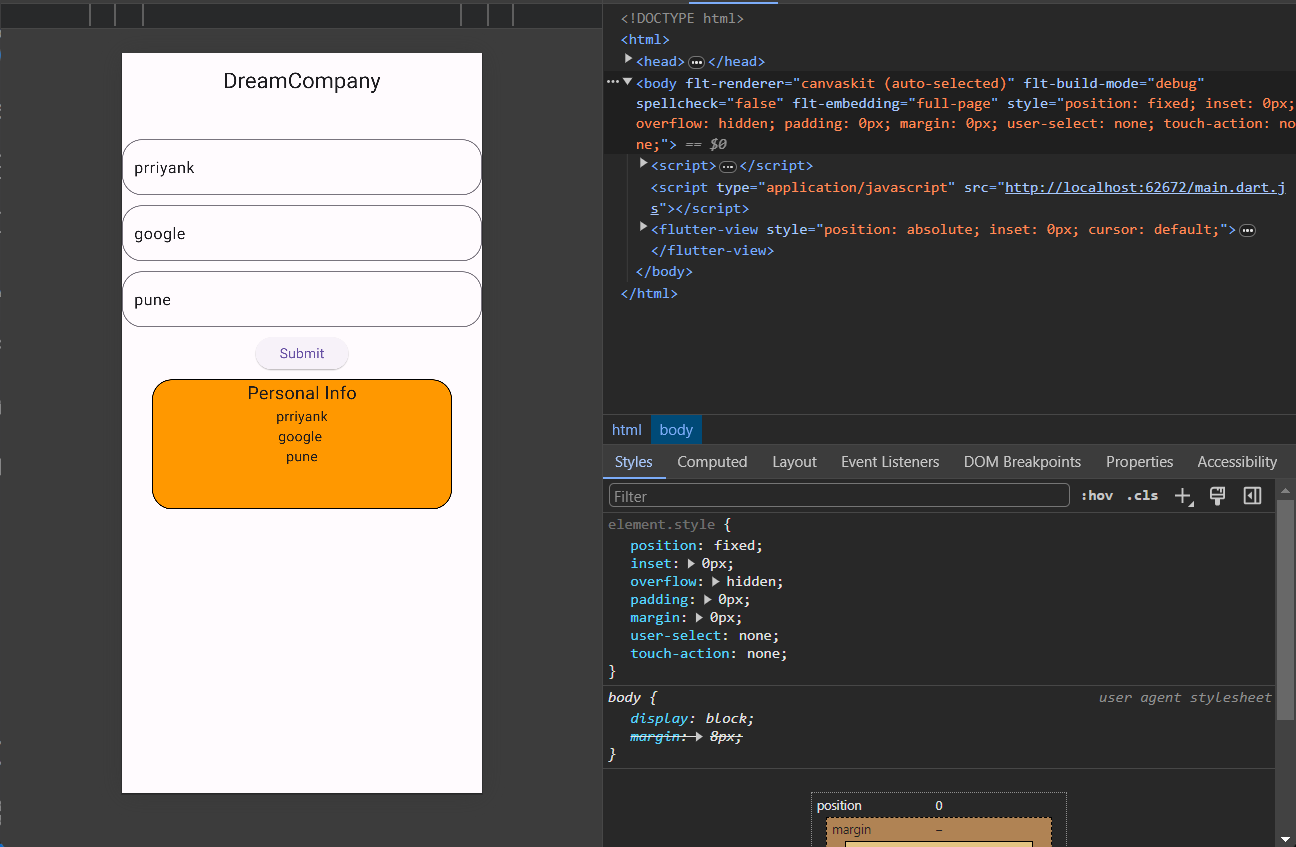 DreamCompany
prriyank
google
pune
Submit
Personal Info
prriyank
google
pune
<!DOCTYPE html>
<html>
<head> ••• </head>
••• <body flt-renderer="canvaskit (auto-selected)" flt-build-mode="debug"
spellcheck="false" flt-embedding="full-page" style="position: fixed; inset: 0px;
overflow: hidden; padding: 0px; margin: 0px; user-select: none; touch-action: no
ne;"> == $0
<script> ••• </script>
<script type="application/javascript" src="http://localhost:62672/main.dart.j
s"></script>
<flutter-view style="position: absolute; inset: 0px; cursor: default;"> •••
</flutter-view>
</body>
</html>
html body
Styles Computed Layout Event Listeners DOM Breakpoints Properties Accessibility
Filter :hov .cls
element.style {
position: fixed;
inset: 0px;
overflow: hidden;
padding: 0px;
margin: 0px;
user-select: none;
touch-action: none;
}
body { user agent stylesheet
display: block;
margin: 8px;
}
position 0
margin –